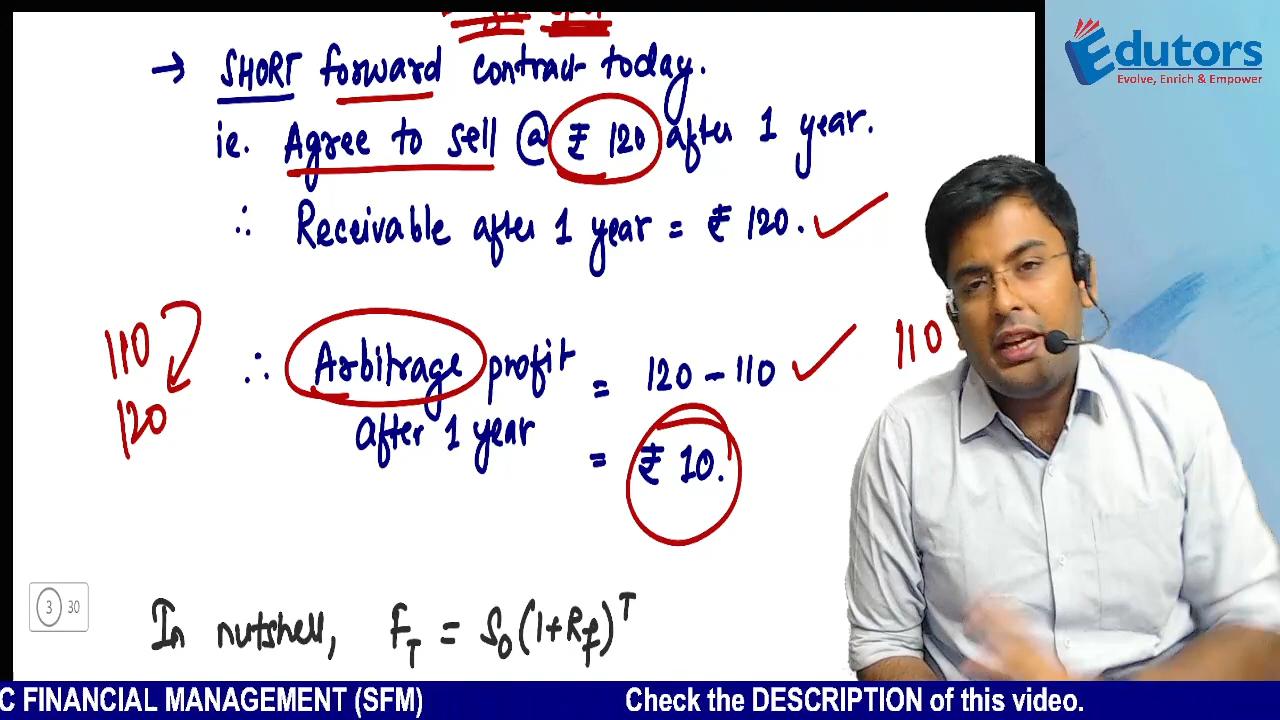 Edutors
Evolve, Enrich & Empower
→ SHORT forward contract today.
ie. Agree to sell @ ₹ 120 after 1 year.
∴ Receivable after 1 year = ₹ 120.
110
120
∴ Arbitrage profit after 1 year = 120 - 110
110
= ₹ 10.
3 30
In nutshell, F_T = S_0(1+R_f)^T
C FINANCIAL MANAGEMENT (SFM) Check the DESCRIPTION of this video.